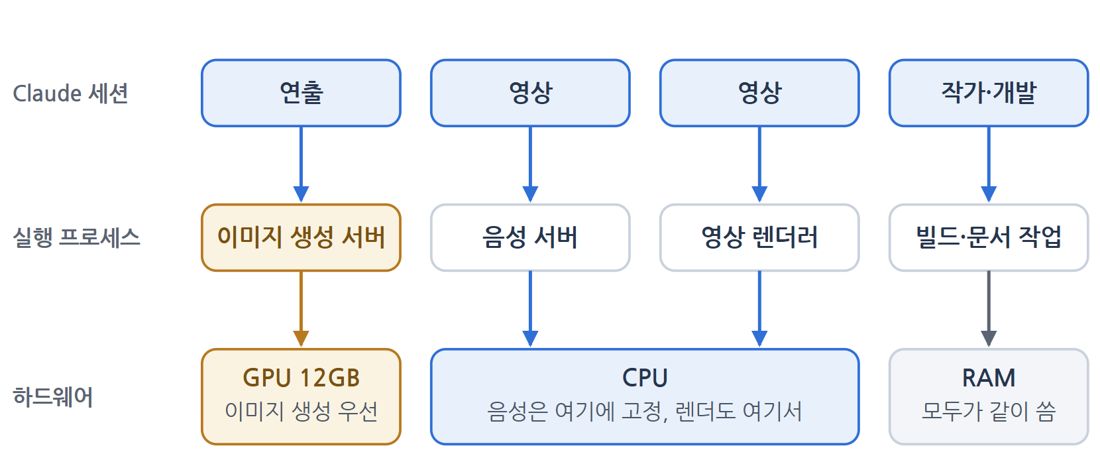 Claude 세션
연출
영상
영상
작가·개발
실행 프로세스
이미지 생성 서버
음성 서버
영상 렌더러
빌드·문서 작업
하드웨어
GPU 12GB
이미지 생성 우선
CPU
음성은 여기에 고정, 렌더도 여기서
RAM
모두가 같이 씀